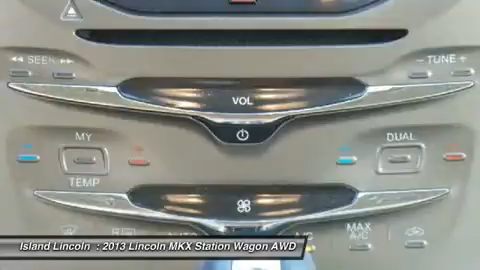 SEEK
TUNE
VOL
MY
TEMP
DUAL
MAX
A/C
A/C
Island Lincoln : 2013 Lincoln MKX Station Wagon AWD